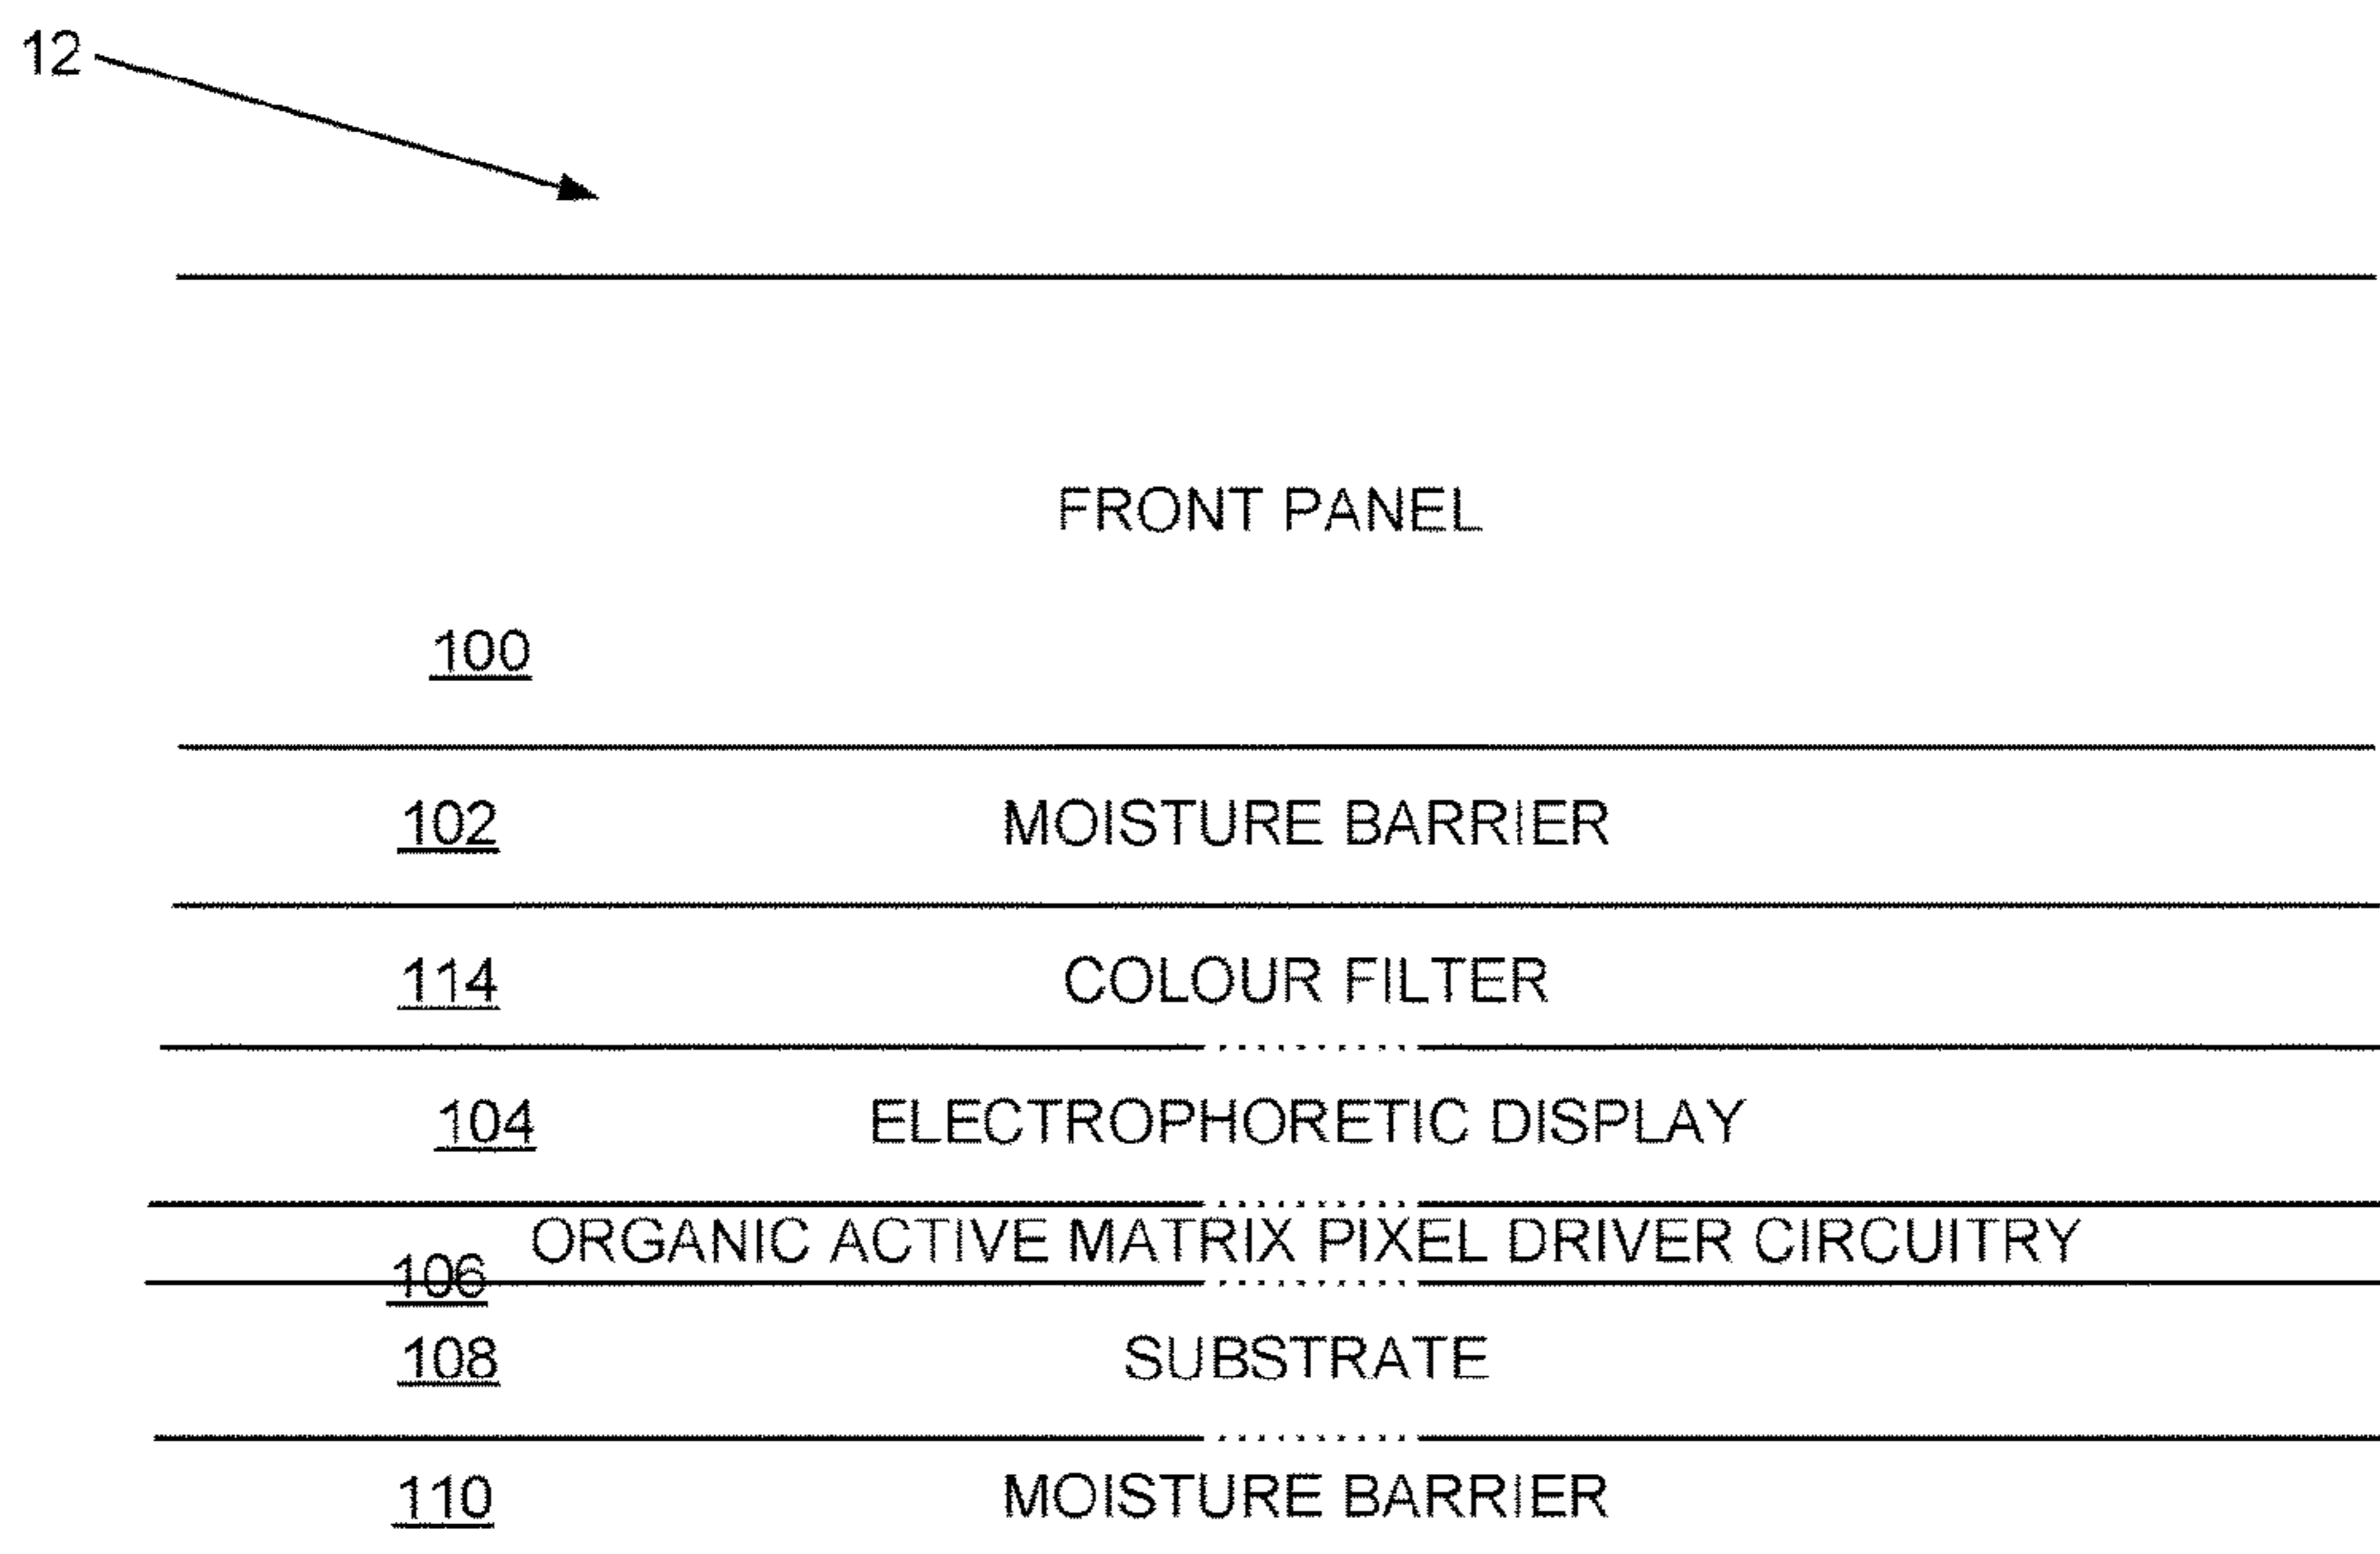 12
FRONT PANEL
100
102 MOISTURE BARRIER
114 COLOUR FILTER
104 ELECTROPHORETIC DISPLAY
ORGANIC ACTIVE MATRIX PIXEL DRIVER CIRCUITRY
106
108 SUBSTRATE
110 MOISTURE BARRIER